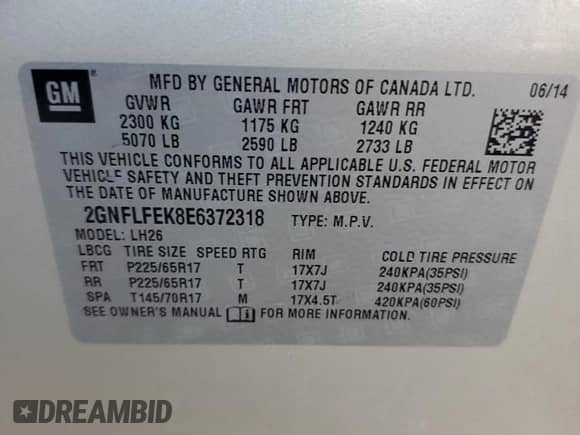 GM ®
MFD BY GENERAL MOTORS OF CANADA LTD. 06/14
GVWR GAWR FRT GAWR RR
2300 KG 1175 KG 1240 KG
5070 LB 2590 LB 2733 LB
THIS VEHICLE CONFORMS TO ALL APPLICABLE U.S. FEDERAL MOTOR
VEHICLE SAFETY AND THEFT PREVENTION STANDARDS IN EFFECT ON
THE DATE OF MANUFACTURE SHOWN ABOVE.
2GNFLFEK8E6372318 TYPE: M.P.V.
MODEL: LH26
LBCG TIRE SIZE SPEED RTG RIM COLD TIRE PRESSURE
FRT P225/65R17 T 17X7J 240KPA(35PSI)
RR P225/65R17 T 17X7J 240KPA(35PSI)
SPA T145/70R17 M 17X4.5T 420KPA(60PSI)
SEE OWNER'S MANUAL FOR MORE INFORMATION.
DREAMBID